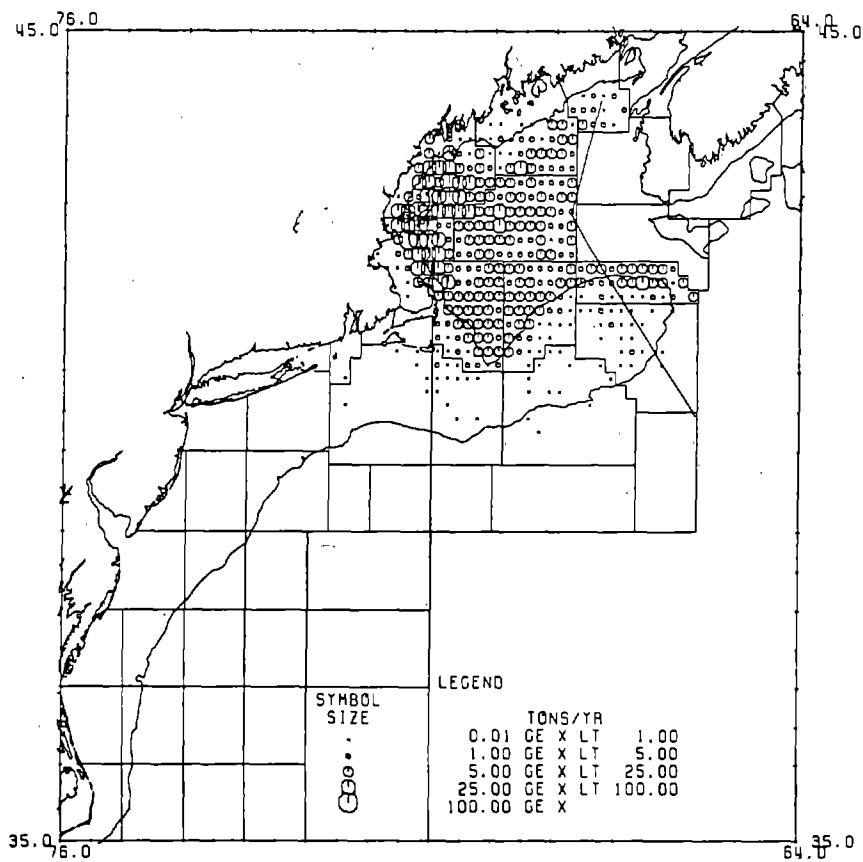 76.0 64.0
45.0 45.0
LEGEND
SYMBOL
SIZE
TONS/YR
0.01 GE X LT 1.00
1.00 GE X LT 5.00
5.00 GE X LT 25.00
25.00 GE X LT 100.00
100.00 GE X
35.0 35.0
76.0 64.0